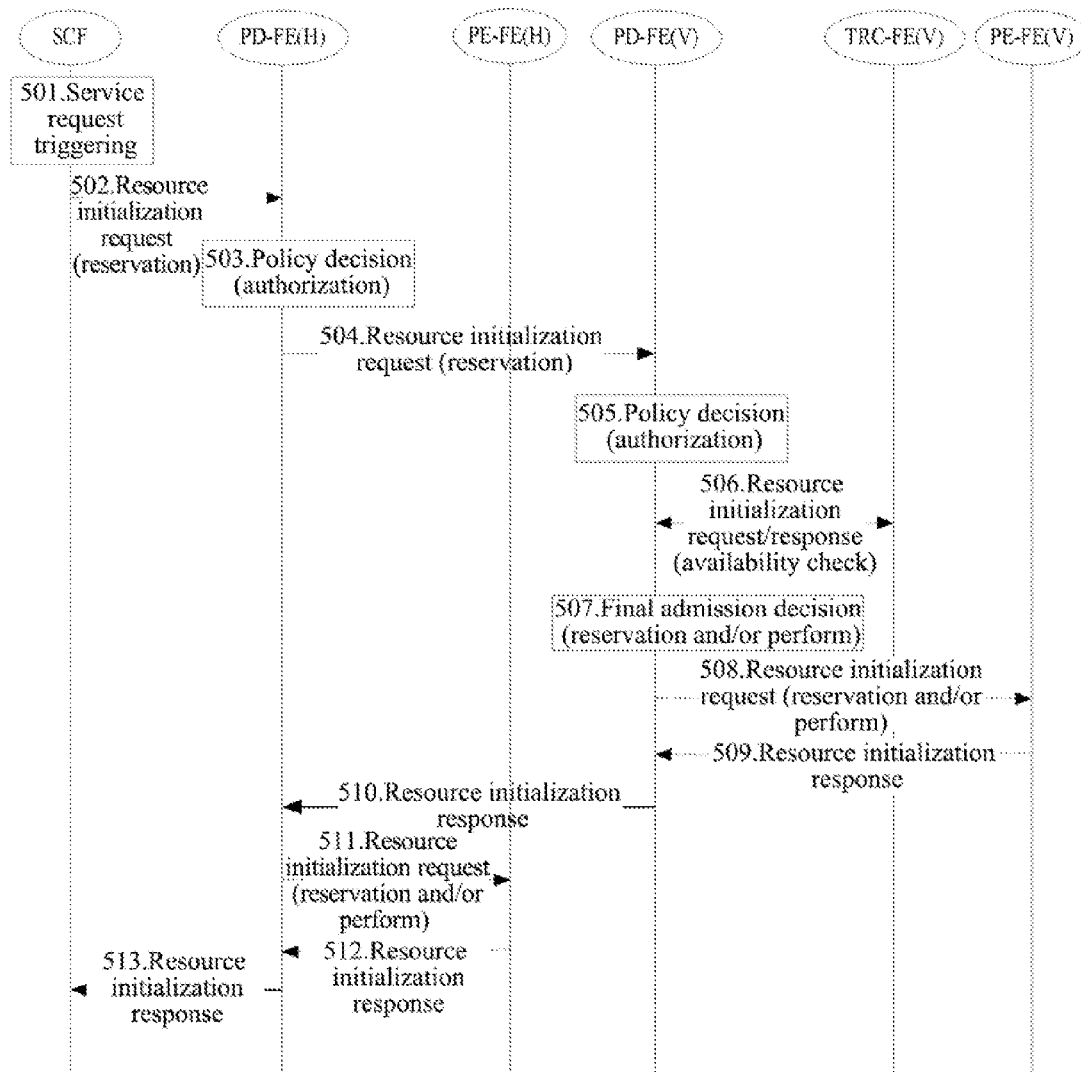 SCF
PD-FE(H)
PE-FE(H)
PD-FE(V)
TRC-FE(V)
PE-FE(V)
501.Service
request
triggering
502.Resource
initialization
request
(reservation)
503.Policy decision
(authorization)
504.Resource initialization
request (reservation)
505.Policy decision
(authorization)
506.Resource
initialization
request/response
(availability check)
507.Final admission decision
(reservation and/or perform)
508.Resource initialization
request (reservation and/or
perform)
509.Resource initialization
response
510.Resource initialization
response
511.Resource
initialization request
(reservation and/or
perform)
512.Resource
initialization
response
513.Resource
initialization
response